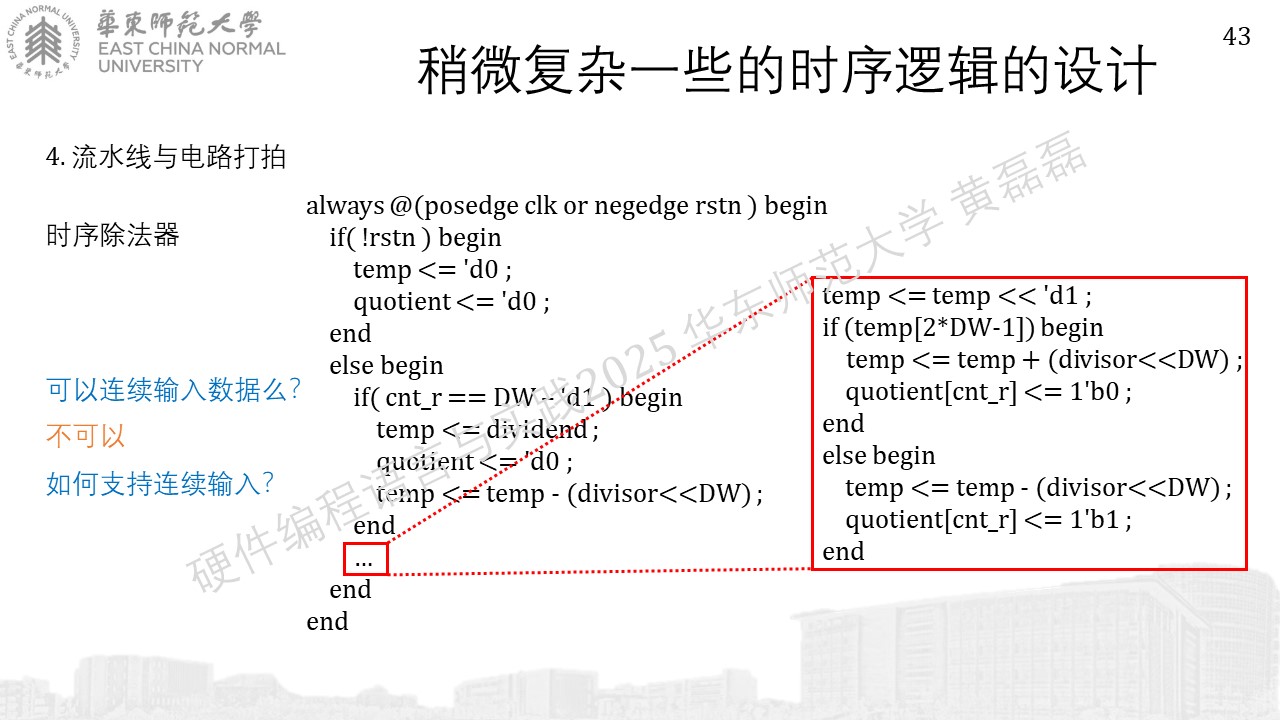 華東師範大學
EAST CHINA NORMAL
UNIVERSITY
43
稍微复杂一些的时序逻辑的设计
4. 流水线与电路打拍
时序除法器
可以连续输入数据么？
不可以
如何支持连续输入？
always @(posedge clk or negedge rstn ) begin
if( !rstn ) begin
temp <= 'd0 ;
quotient <= 'd0 ;
end
else begin
if( cnt_r == DW - 'd1 ) begin
temp <= dividend ;
quotient <= 'd0 ;
temp <= temp - (divisor<<DW) ;
end
...
end
end
temp <= temp << 'd1 ;
if (temp[2*DW-1]) begin
temp <= temp + (divisor<<DW) ;
quotient[cnt_r] <= 1'b0 ;
end
else begin
temp <= temp - (divisor<<DW) ;
quotient[cnt_r] <= 1'b1 ;
end
硬件编程语言与实践2025 华东师范大学 黄磊磊
EAST CHINA NORMAL UNIVERSITY
華東師範大學